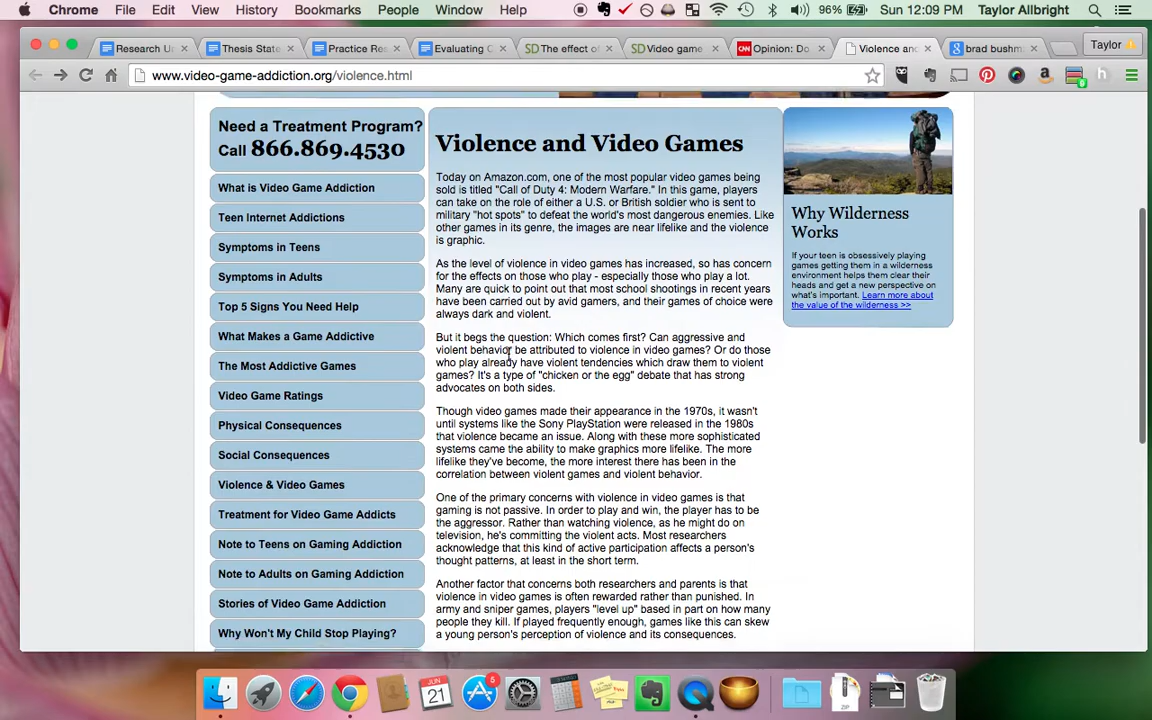 Chrome File Edit View History Bookmarks People Window Help 96% Sun 12:09 PM Taylor Allbright
Research U Thesis State Practice Res Evaluating C The effect of Video game Opinion: Do Violence and brad bushm Taylor
www.video-game-addiction.org/violence.html
Need a Treatment Program?
Call 866.869.4530
What is Video Game Addiction
Teen Internet Addictions
Symptoms in Teens
Symptoms in Adults
Top 5 Signs You Need Help
What Makes a Game Addictive
The Most Addictive Games
Video Game Ratings
Physical Consequences
Social Consequences
Violence & Video Games
Treatment for Video Game Addicts
Note to Teens on Gaming Addiction
Note to Adults on Gaming Addiction
Stories of Video Game Addiction
Why Won't My Child Stop Playing?
Violence and Video Games
Today on Amazon.com, one of the most popular video games being
sold is titled "Call of Duty 4: Modern Warfare." In this game, players
can take on the role of either a U.S. or British soldier who is sent to
military "hot spots" to defeat the world's most dangerous enemies. Like
other games in its genre, the images are near lifelike and the violence
is graphic.
As the level of violence in video games has increased, so has concern
for the effects on those who play - especially those who play a lot.
Many are quick to point out that most school shootings in recent years
have been carried out by avid gamers, and their games of choice were
always dark and violent.
But it begs the question: Which comes first? Can aggressive and
violent behavior be attributed to violence in video games? Or do those
who play already have violent tendencies which draw them to violent
games? It's a type of "chicken or the egg" debate that has strong
advocates on both sides.
Though video games made their appearance in the 1970s, it wasn't
until systems like the Sony PlayStation were released in the 1980s
that violence became an issue. Along with these more sophisticated
systems came the ability to make graphics more lifelike. The more
lifelike they've become, the more interest there has been in the
correlation between violent games and violent behavior.
One of the primary concerns with violence in video games is that
gaming is not passive. In order to play and win, the player has to be
the aggressor. Rather than watching violence, as he might do on
television, he's committing the violent acts. Most researchers
acknowledge that this kind of active participation affects a person's
thought patterns, at least in the short term.
Another factor that concerns both researchers and parents is that
violence in video games is often rewarded rather than punished. In
army and sniper games, players "level up" based in part on how many
people they kill. If played frequently enough, games like this can skew
a young person's perception of violence and its consequences.
Why Wilderness
Works
If your teen is obsessively playing
games getting them in a wilderness
environment helps them clear their
heads and get a new perspective on
what's important. Learn more about
the value of the wilderness >>
JUN
21
5
ZIP